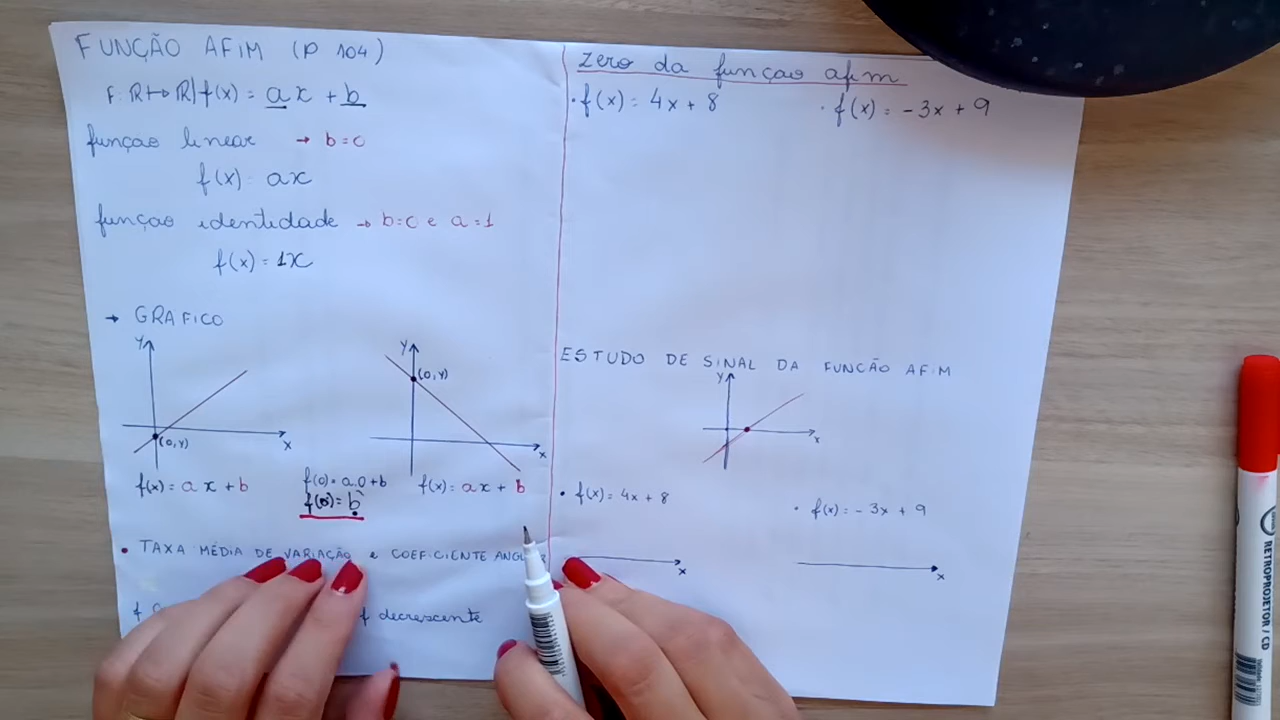 FUNÇÃO AFIM (P 104)
F: R↦R| f(x) = ax + b
função linear → b=0
f(x) = ax
função identidade → b=0 e a=1
f(x) = 1x
→ GRAFICO
y
(0,y)
x
f(x) = ax + b
f(0) = a.0+b
f(0) = b
y
(0,y)
x
f(x) = ax + b
• TAXA MÉDIA DE VARIAÇÃO e COEFICIENTE
f decrescente
zero da função afim
• f(x) = 4x + 8
• f(x) = -3x + 9
ESTUDO DE SINAL DA FUNCÃO AFIM
y
x
• f(x) = 4x + 8
x
• f(x) = -3x + 9
x
RETROPROJETOR / CD